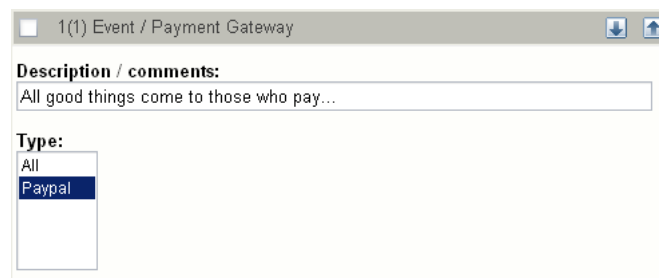 1(1) Event / Payment Gateway
Description / comments:
All good things come to those who pay...
Type:
All
Paypal